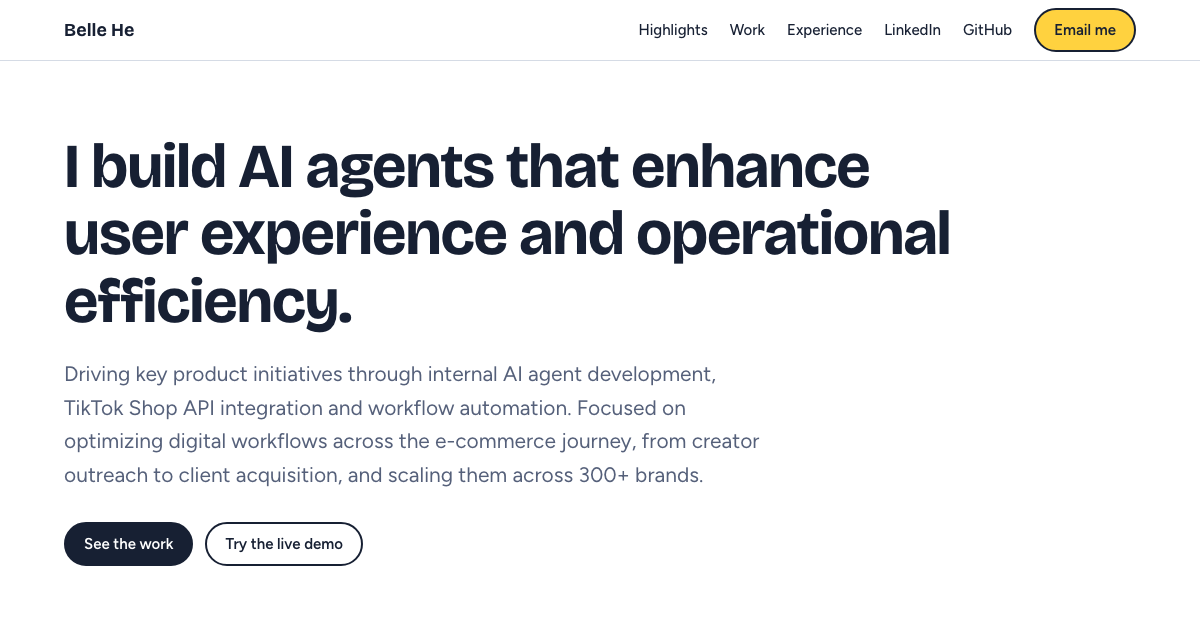 Belle He
Highlights Work Experience LinkedIn GitHub Email me
I build AI agents that enhance
user experience and operational
efficiency.
Driving key product initiatives through internal AI agent development,
TikTok Shop API integration and workflow automation. Focused on
optimizing digital workflows across the e-commerce journey, from creator
outreach to client acquisition, and scaling them across 300+ brands.
See the work Try the live demo